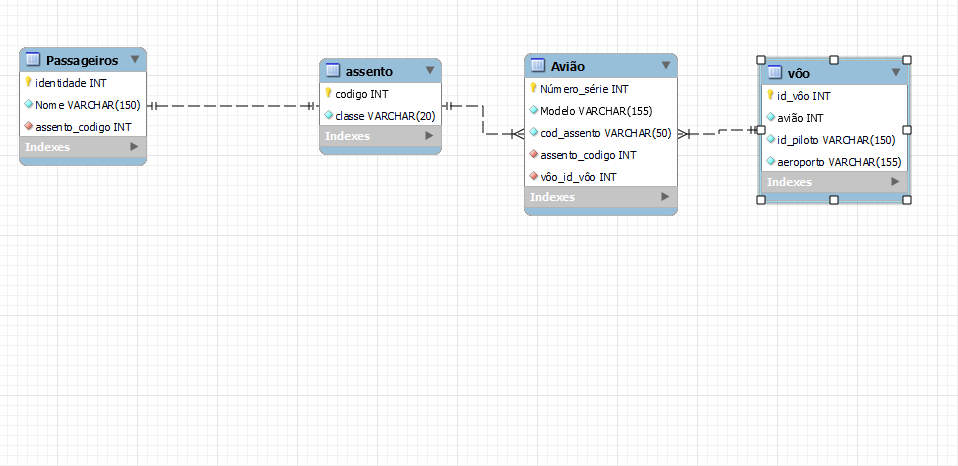 Passageiros
identidade INT
Nome VARCHAR(150)
assento_codigo INT
Indexes
assento
codigo INT
classe VARCHAR(20)
Indexes
Avião
Número_série INT
Modelo VARCHAR(155)
cod_assento VARCHAR(50)
assento_codigo INT
vôo_id_vôo INT
Indexes
vôo
id_vôo INT
avião INT
id_piloto VARCHAR(150)
aeroporto VARCHAR(155)
Indexes